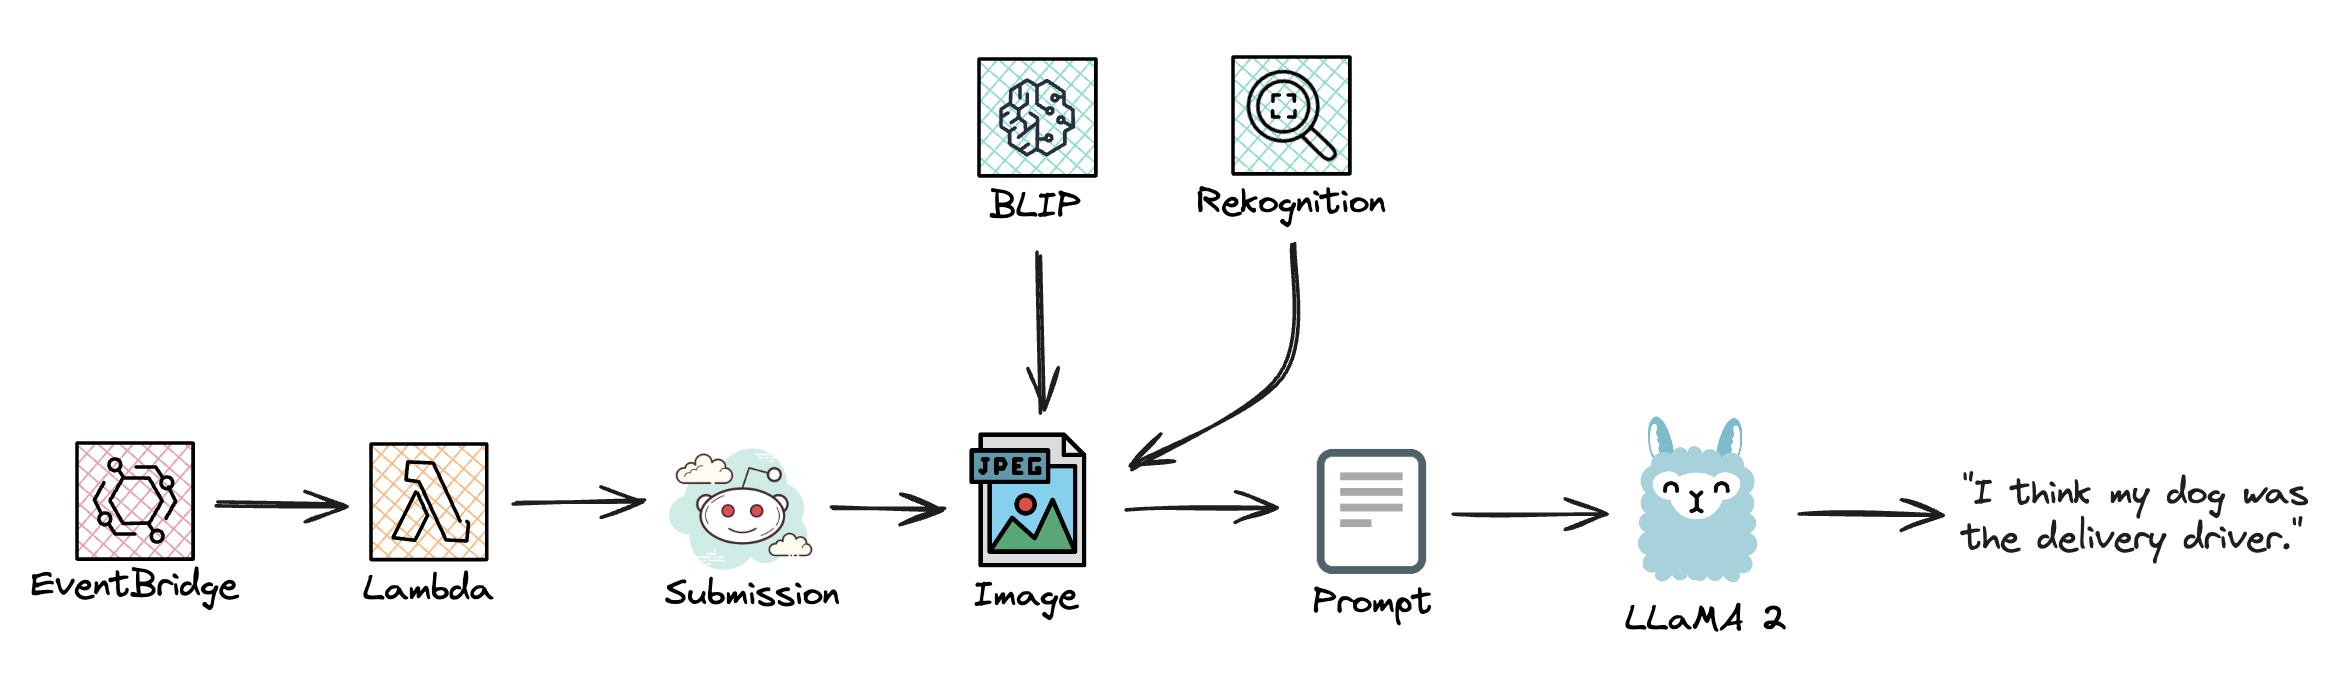 BLIP
Rekognition
JPEG
EventBridge
Lambda
Submission
Image
Prompt
LLaMA 2
"I think my dog was
the delivery driver."